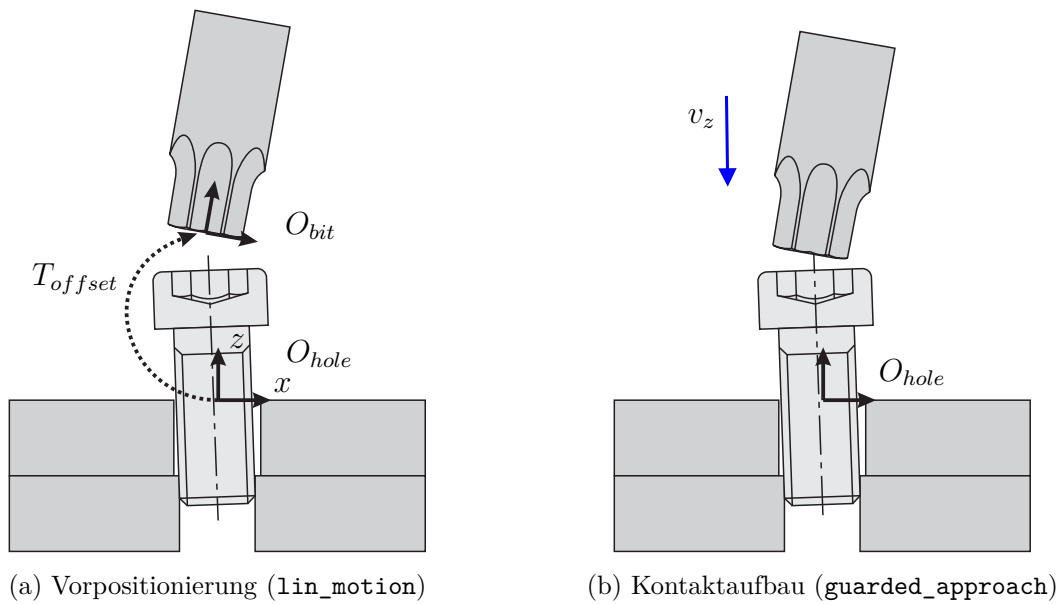 O_bit
T_offset
z
O_hole
x
(a) Vorpositionierung (lin_motion)
v_z
O_hole
(b) Kontaktaufbau (guarded_approach)